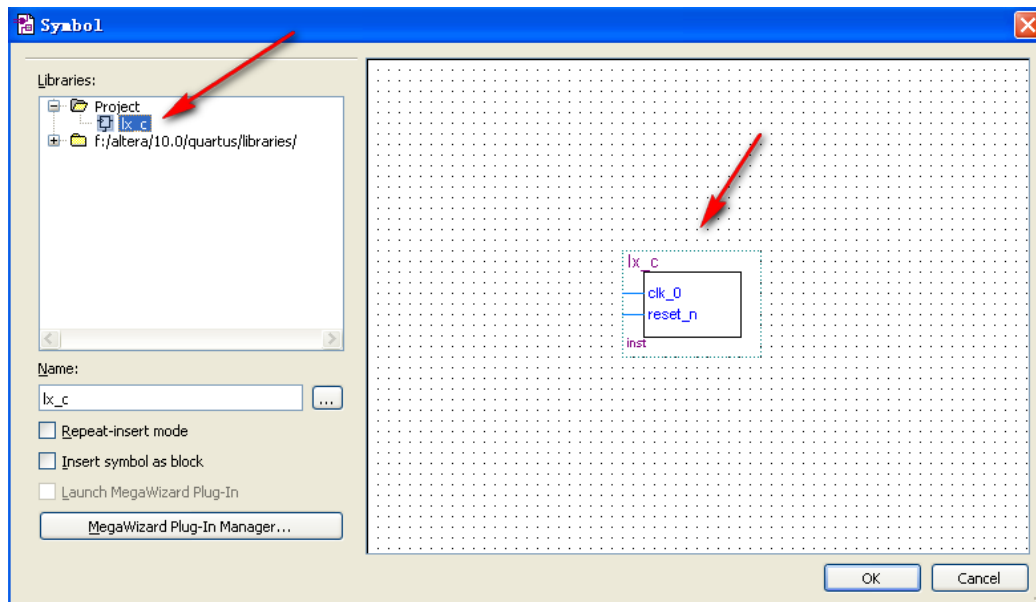 Symbol
Libraries:
Project
lx_c
f:/altera/10.0/quartus/libraries/
lx_c
clk_0
reset_n
inst
Name:
lx_c
...
Repeat-insert mode
Insert symbol as block
Launch MegaWizard Plug-In
MegaWizard Plug-In Manager...
OK
Cancel